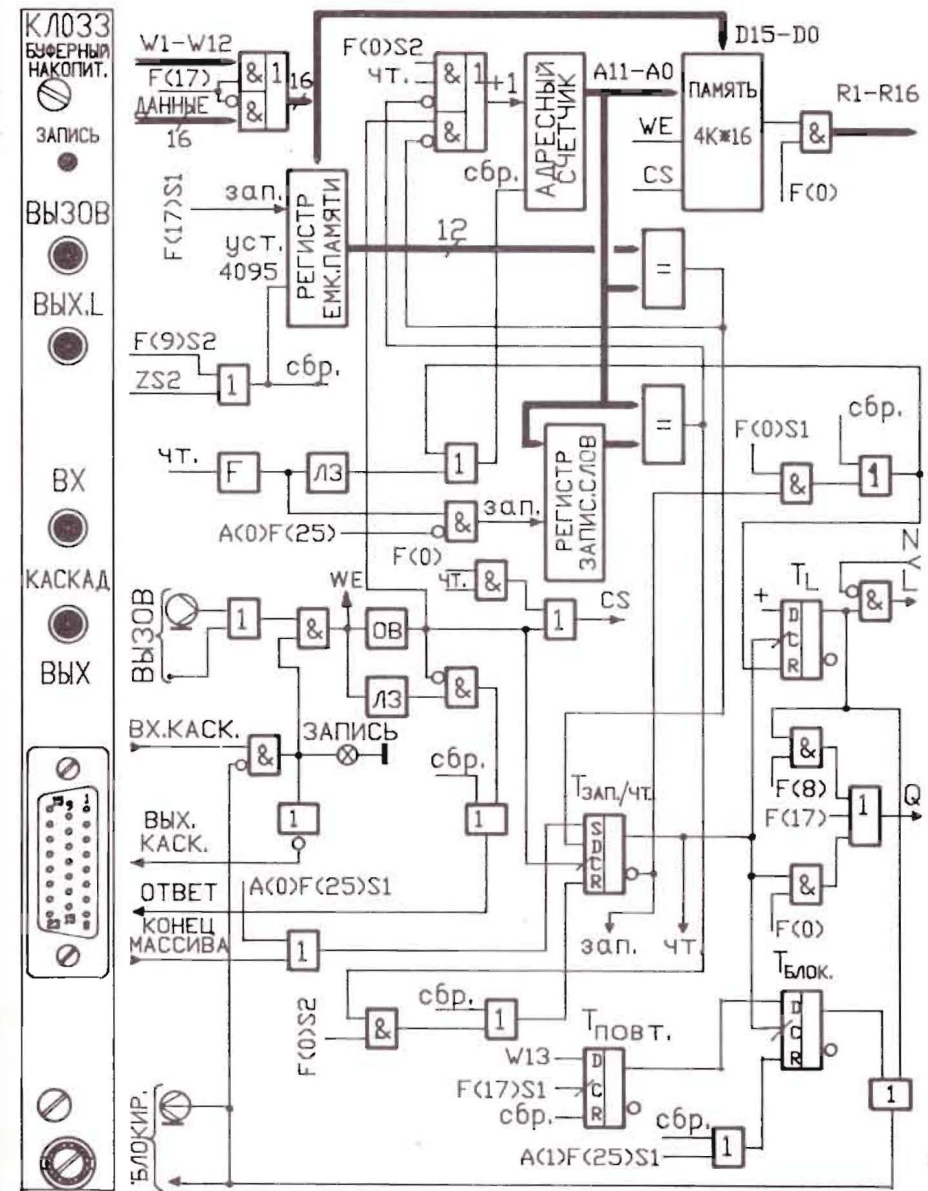 КЛ033
БУФЕРНЫЙ
НАКОПИТ.
ЗАПИСЬ
ВЫЗОВ
ВЫХ.L
ВХ
КАСКАД
ВЫХ
W1-W12
F(17)
ДАННЫЕ
16
&
1
&
16
F(0)S2
чт.
&
1
&
+1
сбр.
АДРЕСНЫЙ
СЧЕТЧИК
A11-A0
D15-D0
ПАМЯТЬ
4К*16
WE
CS
&
F(0)
R1-R16
F(17)S1
зап.
уст.
4095
РЕГИСТР
ЕМК.ПАМЯТИ
12
=
F(9)S2
ZS2
1
сбр.
=
чт.
F
ЛЗ
1
A(0)F(25)
&
зап.
РЕГИСТР
ЗАПИС.СЛОВ
F(0)S1
сбр.
&
1
F(0)
чт.
&
1
CS
WE
ВЫЗОВ
1
&
ОВ
ЛЗ
&
N
L
&
TL
+
D
C
R
ВХ.КАСК.
&
ЗАПИСЬ
1
ВЫХ.
КАСК.
сбр.
1
TЗАП./ЧТ.
S
D
C
R
&
F(8)
F(17)
1
Q
&
F(0)
ОТВЕТ
A(0)F(25)S1
КОНЕЦ
МАССИВА
1
зап.
чт.
F(0)S2
&
сбр.
1
TПОВТ.
W13
F(17)S1
сбр.
D
C
R
TБЛОК.
D
C
R
1
сбр.
A(1)F(25)S1
1
БЛОКИР.